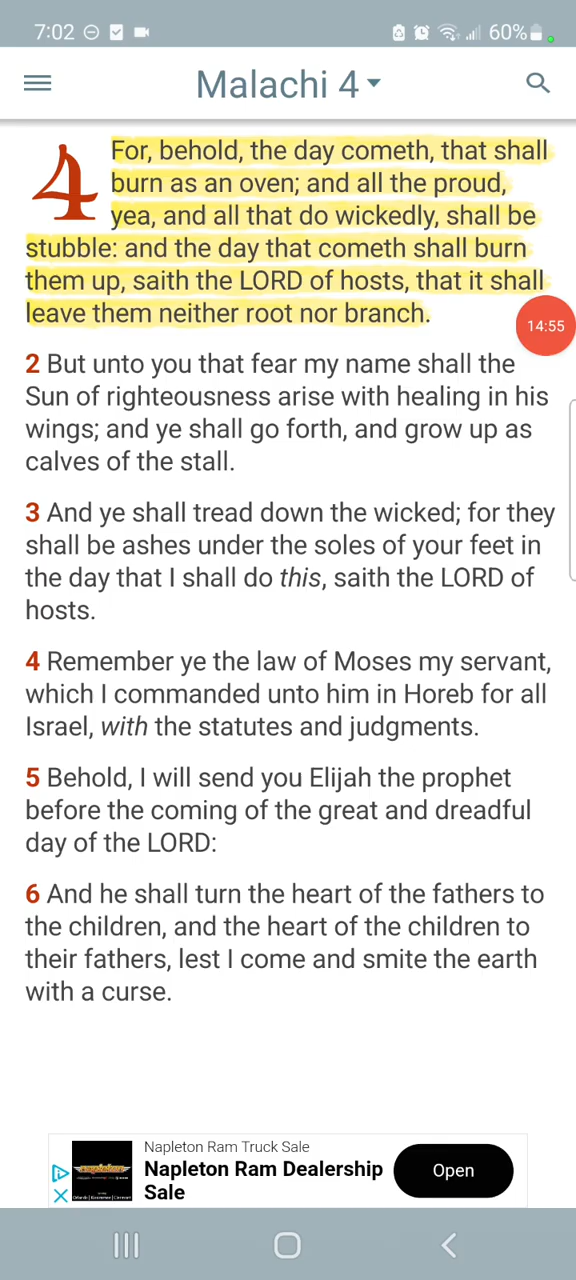 7:02 60%
Malachi 4
4 For, behold, the day cometh, that shall
burn as an oven; and all the proud,
yea, and all that do wickedly, shall be
stubble: and the day that cometh shall burn
them up, saith the LORD of hosts, that it shall
leave them neither root nor branch.
14:55
2 But unto you that fear my name shall the
Sun of righteousness arise with healing in his
wings; and ye shall go forth, and grow up as
calves of the stall.
3 And ye shall tread down the wicked; for they
shall be ashes under the soles of your feet in
the day that I shall do this, saith the LORD of
hosts.
4 Remember ye the law of Moses my servant,
which I commanded unto him in Horeb for all
Israel, with the statutes and judgments.
5 Behold, I will send you Elijah the prophet
before the coming of the great and dreadful
day of the LORD:
6 And he shall turn the heart of the fathers to
the children, and the heart of the children to
their fathers, lest I come and smite the earth
with a curse.
Napleton Ram Truck Sale
Napleton Ram Dealership
Sale
Open